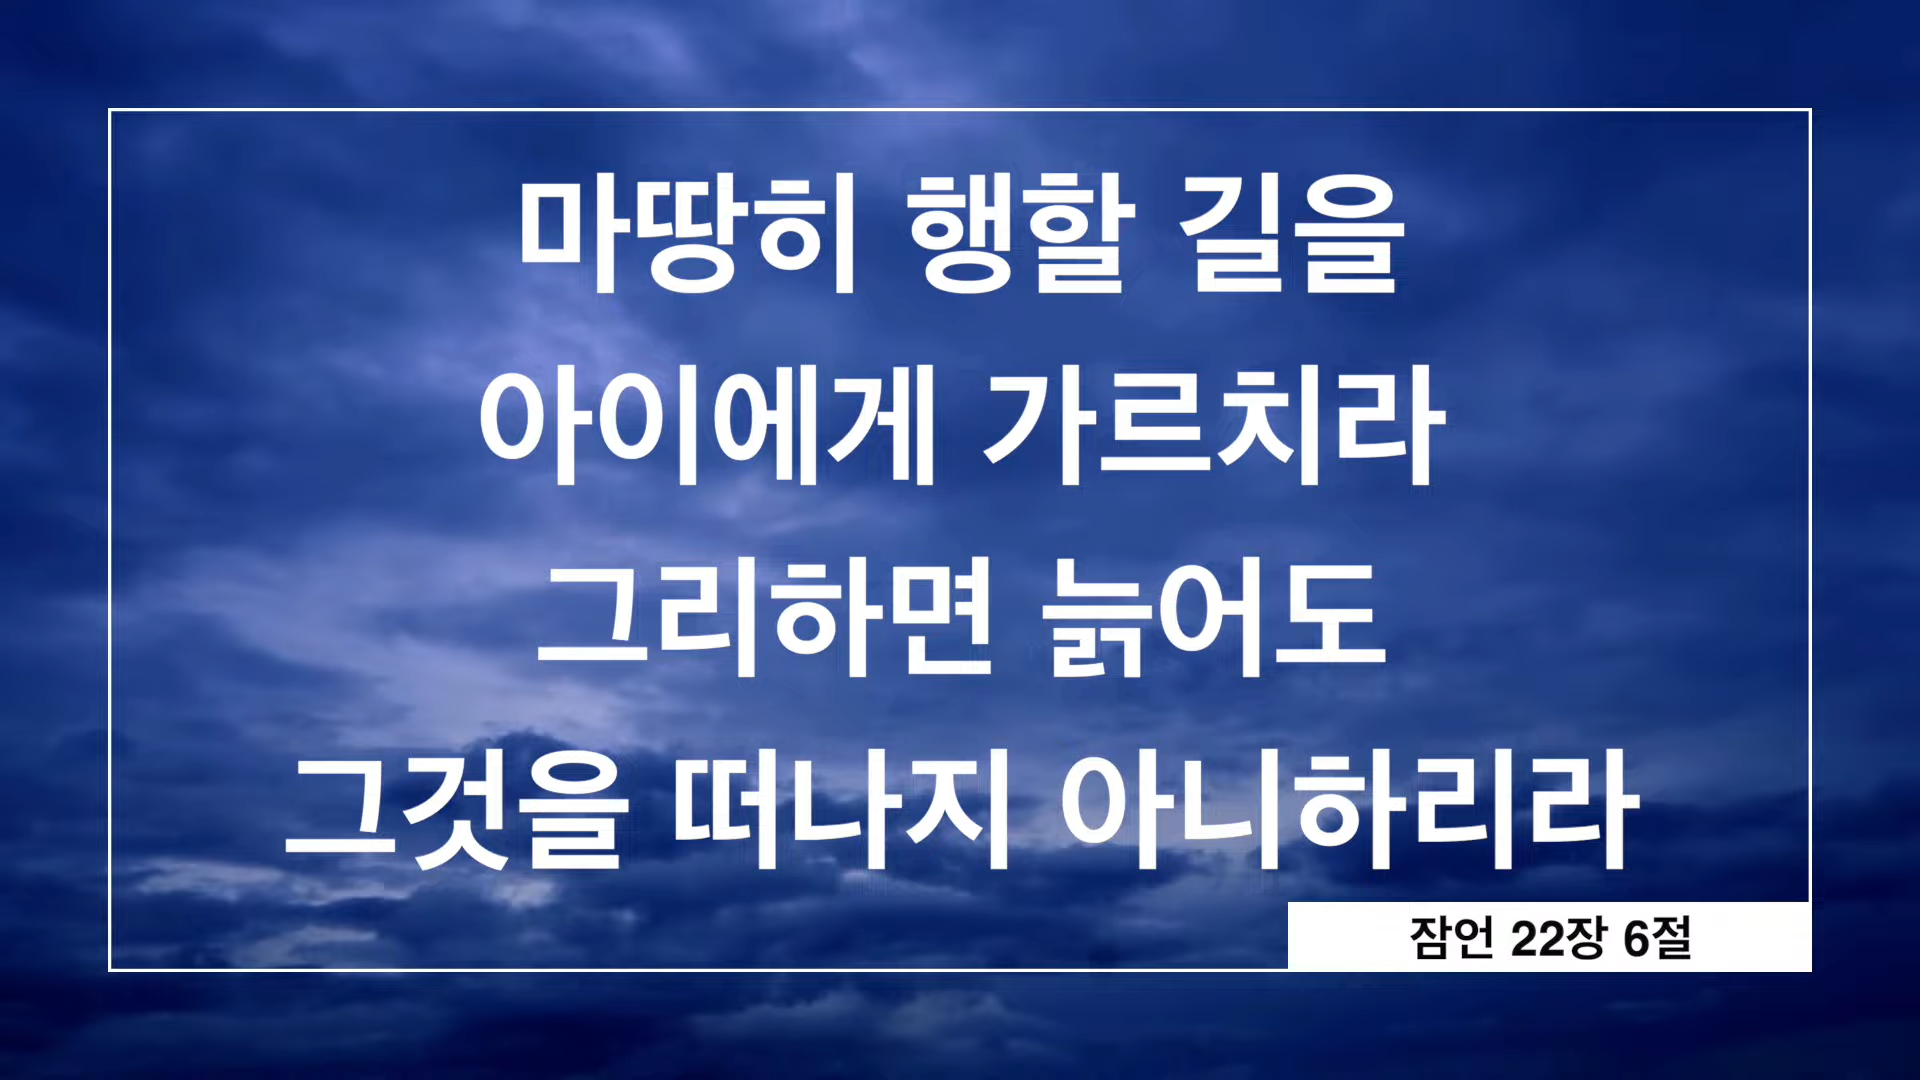 마땅히 행할 길을
아이에게 가르치라
그리하면 늙어도
그것을 떠나지 아니하리라
잠언 22장 6절